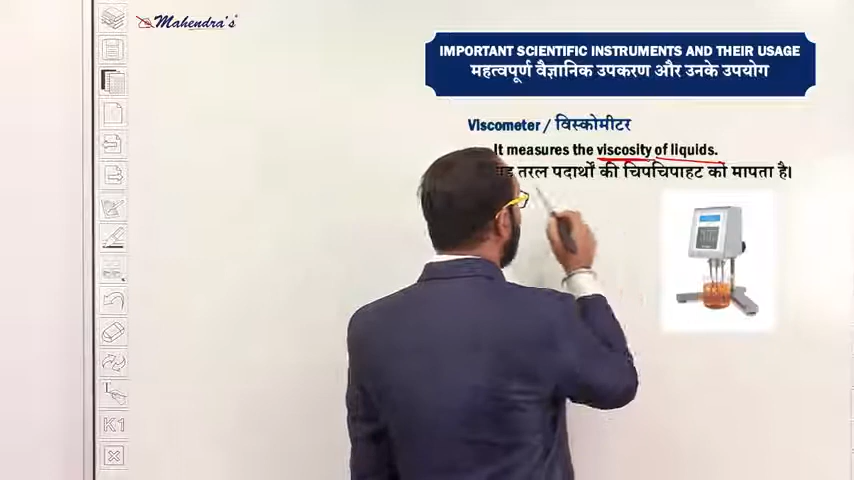 Mahendra's
IMPORTANT SCIENTIFIC INSTRUMENTS AND THEIR USAGE
महत्वपूर्ण वैज्ञानिक उपकरण और उनके उपयोग
Viscometer / विस्कोमीटर
It measures the viscosity of liquids.
तरल पदार्थों की चिपचिपाहट को मापता है।
K1